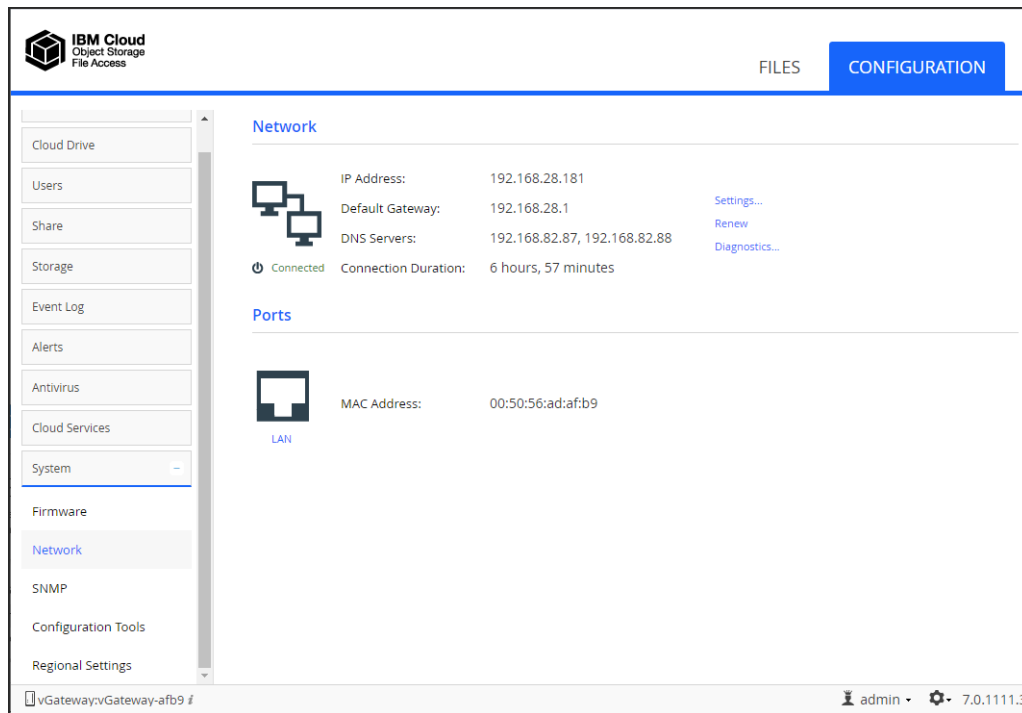 IBM Cloud
Object Storage
File Access
FILES
CONFIGURATION
Cloud Drive
Users
Share
Storage
Event Log
Alerts
Antivirus
Cloud Services
System
Firmware
Network
SNMP
Configuration Tools
Regional Settings
Network
IP Address: 192.168.28.181
Default Gateway: 192.168.28.1
DNS Servers: 192.168.82.87, 192.168.82.88
Connected Connection Duration: 6 hours, 57 minutes
Settings...
Renew
Diagnostics...
Ports
MAC Address: 00:50:56:ad:af:b9
LAN
vGateway:vGateway-afb9 i
admin 7.0.1111.3